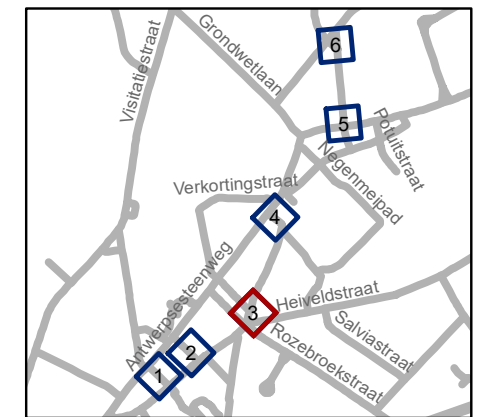 Visitatiestraat
Grondwetlaan
6
5
Potuitstraat
Negenmeipad
Verkortingstraat
4
Antwerpsesteenweg
Heiveldstraat
3
Salviastraat
Rozebroekstraat
2
1